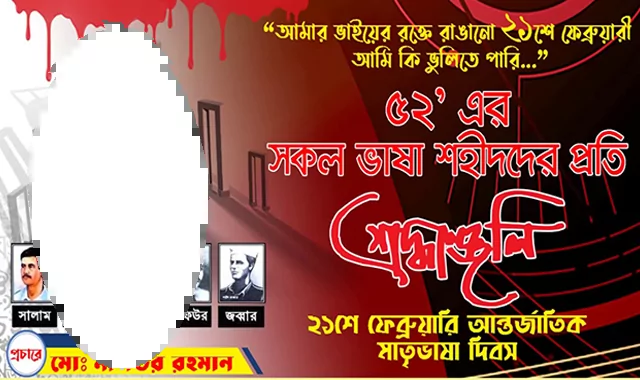 “আমার ভাইয়ের রক্তে রাঙানো ২১শে ফেব্রুয়ারী
আমি কি ভুলিতে পারি...”
৫২’ এর
সকল ভাষা শহীদদের প্রতি
শ্রদ্ধাঞ্জলি
২১শে ফেব্রুয়ারি আন্তর্জাতিক
মাতৃভাষা দিবস
সালাম
জব্বার
প্রচারে
মোঃ রহমান